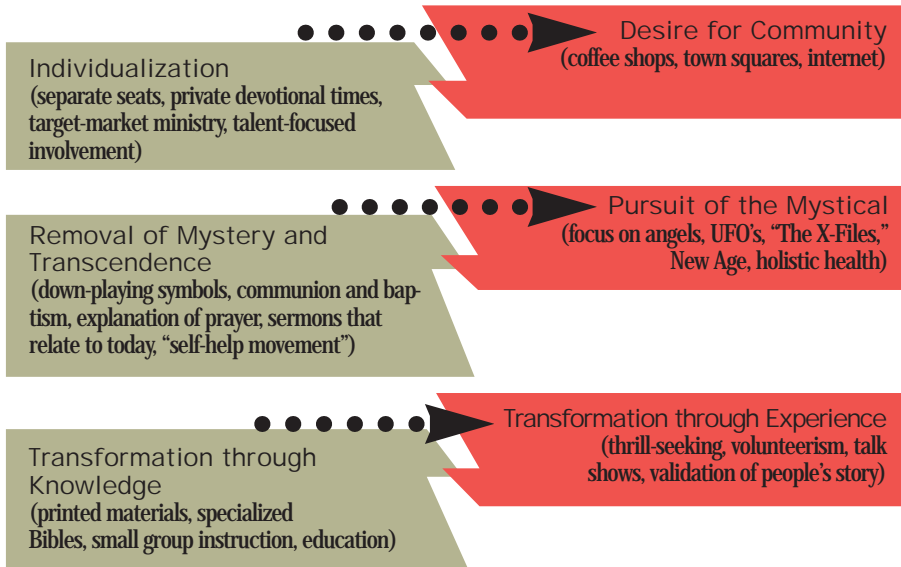 Individualization
(separate seats, private devotional times,
target-market ministry, talent-focused
involvement)
Desire for Community
(coffee shops, town squares, internet)
Removal of Mystery and
Transcendence
(down-playing symbols, communion and bap-
tism, explanation of prayer, sermons that
relate to today, “self-help movement”)
Pursuit of the Mystical
(focus on angels, UFO’s, “The X-Files,”
New Age, holistic health)
Transformation through
Knowledge
(printed materials, specialized
Bibles, small group instruction, education)
Transformation through Experience
(thrill-seeking, volunteerism, talk
shows, validation of people’s story)